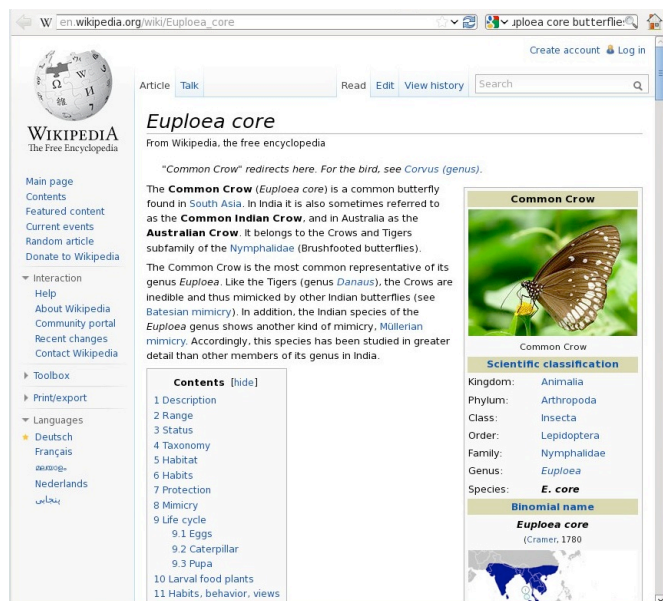 en.wikipedia.org/wiki/Euploea_core
uploea core butterflie
Create account Log in
Article Talk
Read Edit View history
Search
WIKIPEDIA
The Free Encyclopedia
Main page
Contents
Featured content
Current events
Random article
Donate to Wikipedia
Interaction
Help
About Wikipedia
Community portal
Recent changes
Contact Wikipedia
Toolbox
Print/export
Languages
Deutsch
Français
മലയാളം
Nederlands
پنجابی
Euploea core
From Wikipedia, the free encyclopedia
"Common Crow" redirects here. For the bird, see Corvus (genus).
The Common Crow (Euploea core) is a common butterfly
found in South Asia. In India it is also sometimes referred to
as the Common Indian Crow, and in Australia as the
Australian Crow. It belongs to the Crows and Tigers
subfamily of the Nymphalidae (Brushfooted butterflies).
The Common Crow is the most common representative of its
genus Euploea. Like the Tigers (genus Danaus), the Crows are
inedible and thus mimicked by other Indian butterflies (see
Batesian mimicry). In addition, the Indian species of the
Euploea genus shows another kind of mimicry, Müllerian
mimicry. Accordingly, this species has been studied in greater
detail than other members of its genus in India.
Contents [hide]
1 Description
2 Range
3 Status
4 Taxonomy
5 Habitat
6 Habits
7 Protection
8 Mimicry
9 Life cycle
9.1 Eggs
9.2 Caterpillar
9.3 Pupa
10 Larval food plants
11 Habits, behavior, views
Common Crow
Common Crow
Scientific classification
Kingdom: Animalia
Phylum: Arthropoda
Class: Insecta
Order: Lepidoptera
Family: Nymphalidae
Genus: Euploea
Species: E. core
Binomial name
Euploea core
(Cramer, 1780